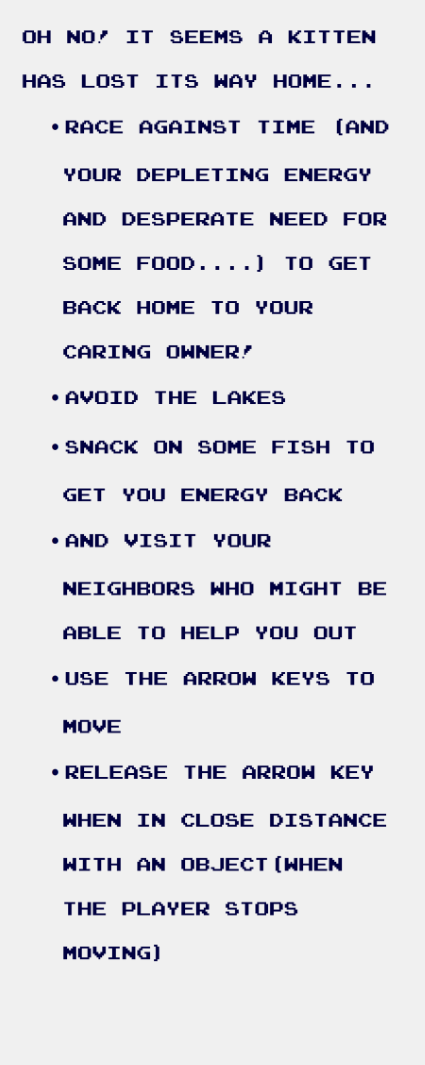 OH NO! IT SEEMS A KITTEN
HAS LOST ITS WAY HOME...
•RACE AGAINST TIME (AND
YOUR DEPLETING ENERGY
AND DESPERATE NEED FOR
SOME FOOD....) TO GET
BACK HOME TO YOUR
CARING OWNER!
•AVOID THE LAKES
•SNACK ON SOME FISH TO
GET YOU ENERGY BACK
•AND VISIT YOUR
NEIGHBORS WHO MIGHT BE
ABLE TO HELP YOU OUT
•USE THE ARROW KEYS TO
MOVE
•RELEASE THE ARROW KEY
WHEN IN CLOSE DISTANCE
WITH AN OBJECT(WHEN
THE PLAYER STOPS
MOVING)